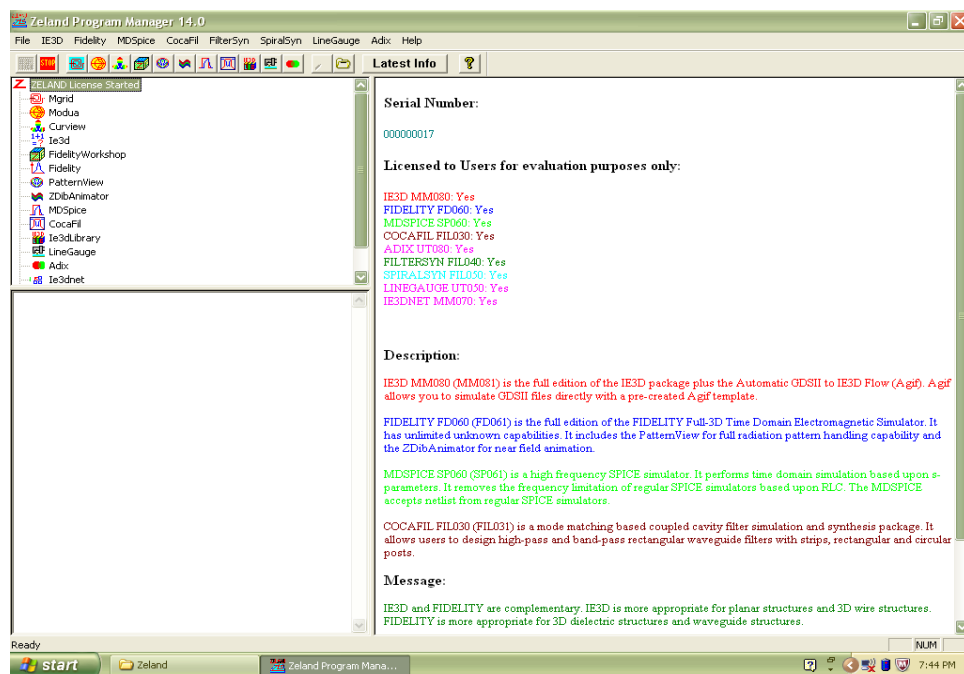 Zeland Program Manager 14.0
File IE3D Fidelity MDSpice CocaFil FilterSyn SpiralSyn LineGauge Adix Help
STOP Latest Info ?
ZELAND License Started
Mgrid
Modua
Curview
Ie3d
FidelityWorkshop
Fidelity
PatternView
ZDibAnimator
MDSpice
CocaFil
Ie3dLibrary
LineGauge
Adix
Ie3dnet
Serial Number:
000000017
Licensed to Users for evaluation purposes only:
IE3D MM080: Yes
FIDELITY FD060: Yes
MDSPICE SP060: Yes
COCAFIL FIL030: Yes
ADIX UT080: Yes
FILTERSYN FIL040: Yes
SPIRALSYN FIL050: Yes
LINEGAUGE UT050: Yes
IE3DNET MM070: Yes
Description:
IE3D MM080 (MM081) is the full edition of the IE3D package plus the Automatic GDSII to IE3D Flow (Agif). Agif
allows you to simulate GDSII files directly with a pre-created Agif template.
FIDELITY FD060 (FD061) is the full edition of the FIDELITY Full-3D Time Domain Electromagnetic Simulator. It
has unlimited unknown capabilities. It includes the PatternView for full radiation pattern handling capability and
the ZDibAnimator for near field animation.
MDSPICE SP060 (SP061) is a high frequency SPICE simulator. It performs time domain simulation based upon s-
parameters. It removes the frequency limitation of regular SPICE simulators based upon RLC. The MDSPICE
accepts netlist from regular SPICE simulators.
COCAFIL FIL030 (FIL031) is a mode matching based coupled cavity filter simulation and synthesis package. It
allows users to design high-pass and band-pass rectangular waveguide filters with strips, rectangular and circular
posts.
Message:
IE3D and FIDELITY are complementary. IE3D is more appropriate for planar structures and 3D wire structures.
FIDELITY is more appropriate for 3D dielectric structures and waveguide structures.
Ready
NUM
start Zeland Zeland Program Mana... 7:44 PM